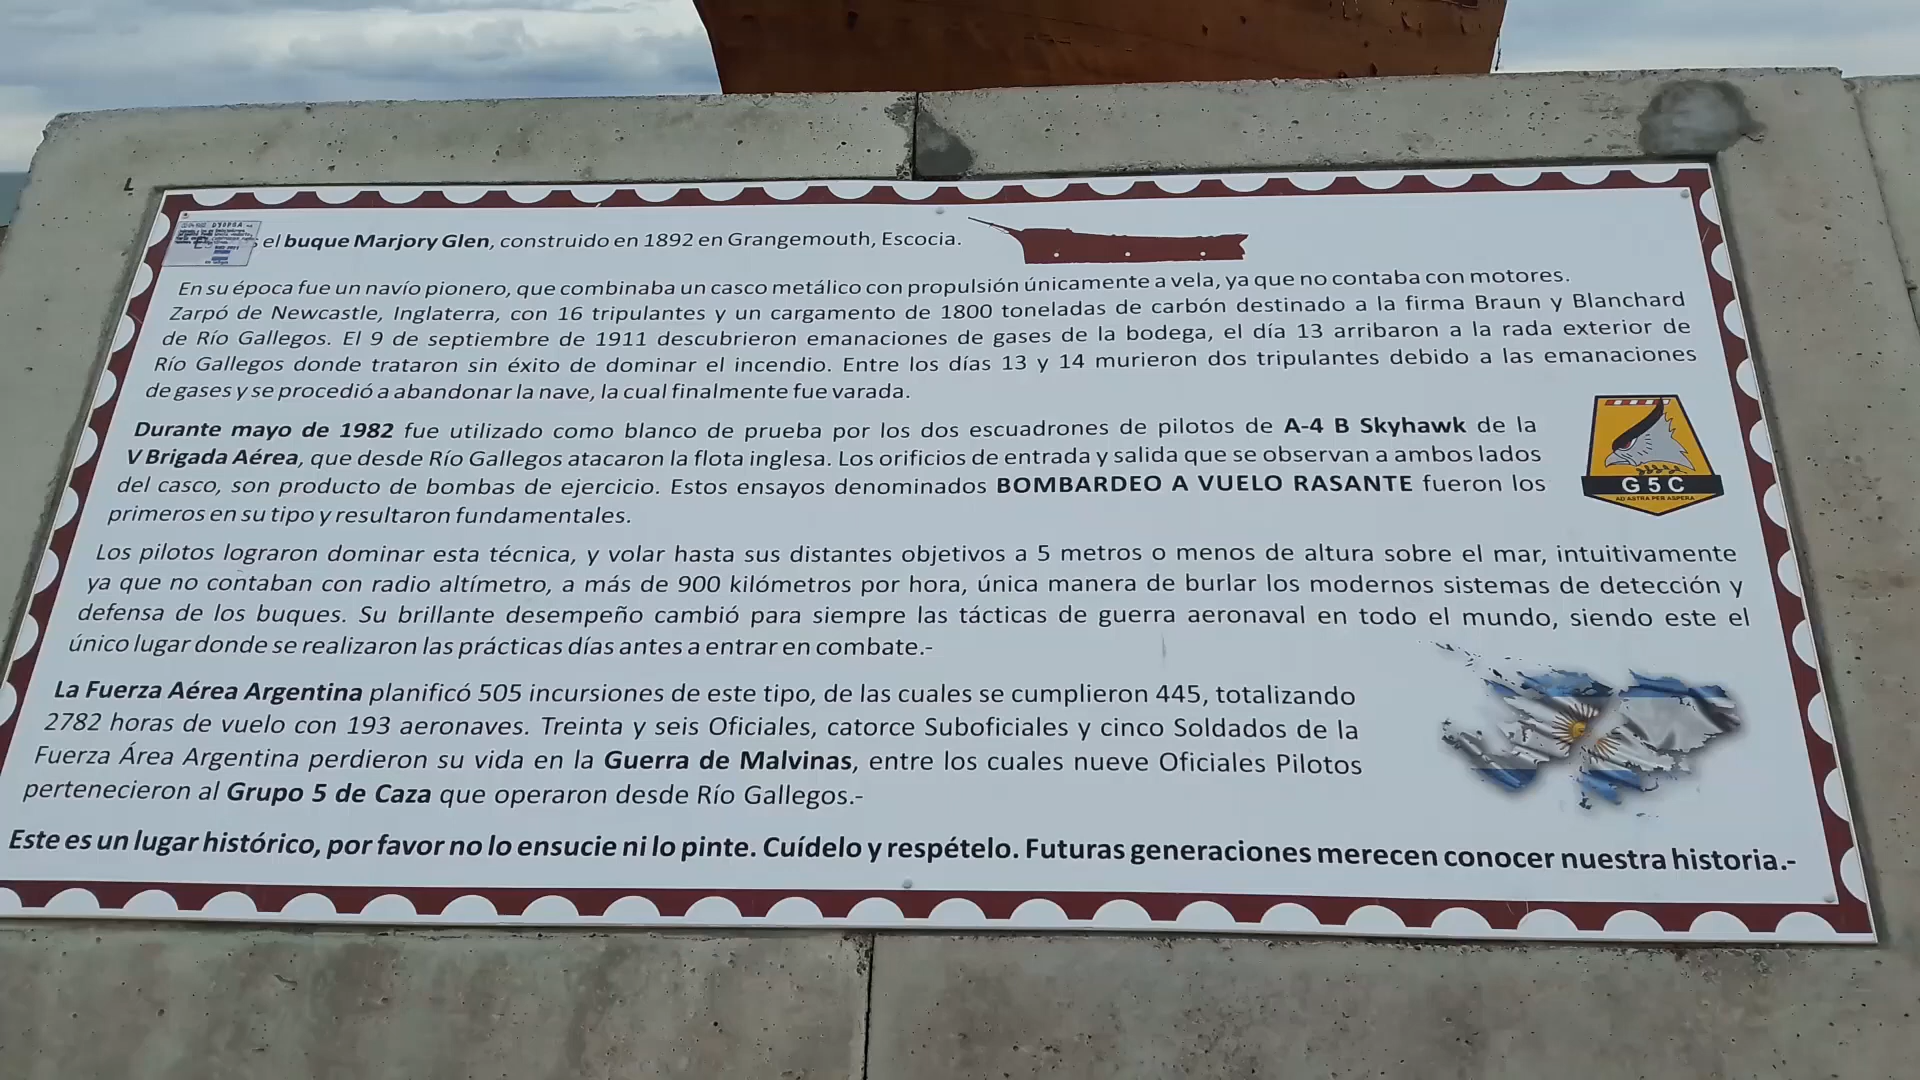 el buque Marjory Glen, construido en 1892 en Grangemouth, Escocia.
En su época fue un navío pionero, que combinaba un casco metálico con propulsión únicamente a vela, ya que no contaba con motores.
Zarpó de Newcastle, Inglaterra, con 16 tripulantes y un cargamento de 1800 toneladas de carbón destinado a la firma Braun y Blanchard
de Río Gallegos. El 9 de septiembre de 1911 descubrieron emanaciones de gases de la bodega, el día 13 arribaron a la rada exterior de
Río Gallegos donde trataron sin éxito de dominar el incendio. Entre los días 13 y 14 murieron dos tripulantes debido a las emanaciones
de gases y se procedió a abandonar la nave, la cual finalmente fue varada.
Durante mayo de 1982 fue utilizado como blanco de prueba por los dos escuadrones de pilotos de A-4 B Skyhawk de la
V Brigada Aérea, que desde Río Gallegos atacaron la flota inglesa. Los orificios de entrada y salida que se observan a ambos lados
del casco, son producto de bombas de ejercicio. Estos ensayos denominados BOMBARDEO A VUELO RASANTE fueron los
primeros en su tipo y resultaron fundamentales.
G 5 C
AD ASTRA PER ASPERA
Los pilotos lograron dominar esta técnica, y volar hasta sus distantes objetivos a 5 metros o menos de altura sobre el mar, intuitivamente
ya que no contaban con radio altímetro, a más de 900 kilómetros por hora, única manera de burlar los modernos sistemas de detección y
defensa de los buques. Su brillante desempeño cambió para siempre las tácticas de guerra aeronaval en todo el mundo, siendo este el
único lugar donde se realizaron las prácticas días antes a entrar en combate.-
La Fuerza Aérea Argentina planificó 505 incursiones de este tipo, de las cuales se cumplieron 445, totalizando
2782 horas de vuelo con 193 aeronaves. Treinta y seis Oficiales, catorce Suboficiales y cinco Soldados de la
Fuerza Área Argentina perdieron su vida en la Guerra de Malvinas, entre los cuales nueve Oficiales Pilotos
pertenecieron al Grupo 5 de Caza que operaron desde Río Gallegos.-
Este es un lugar histórico, por favor no lo ensucie ni lo pinte. Cuídelo y respételo. Futuras generaciones merecen conocer nuestra historia.-